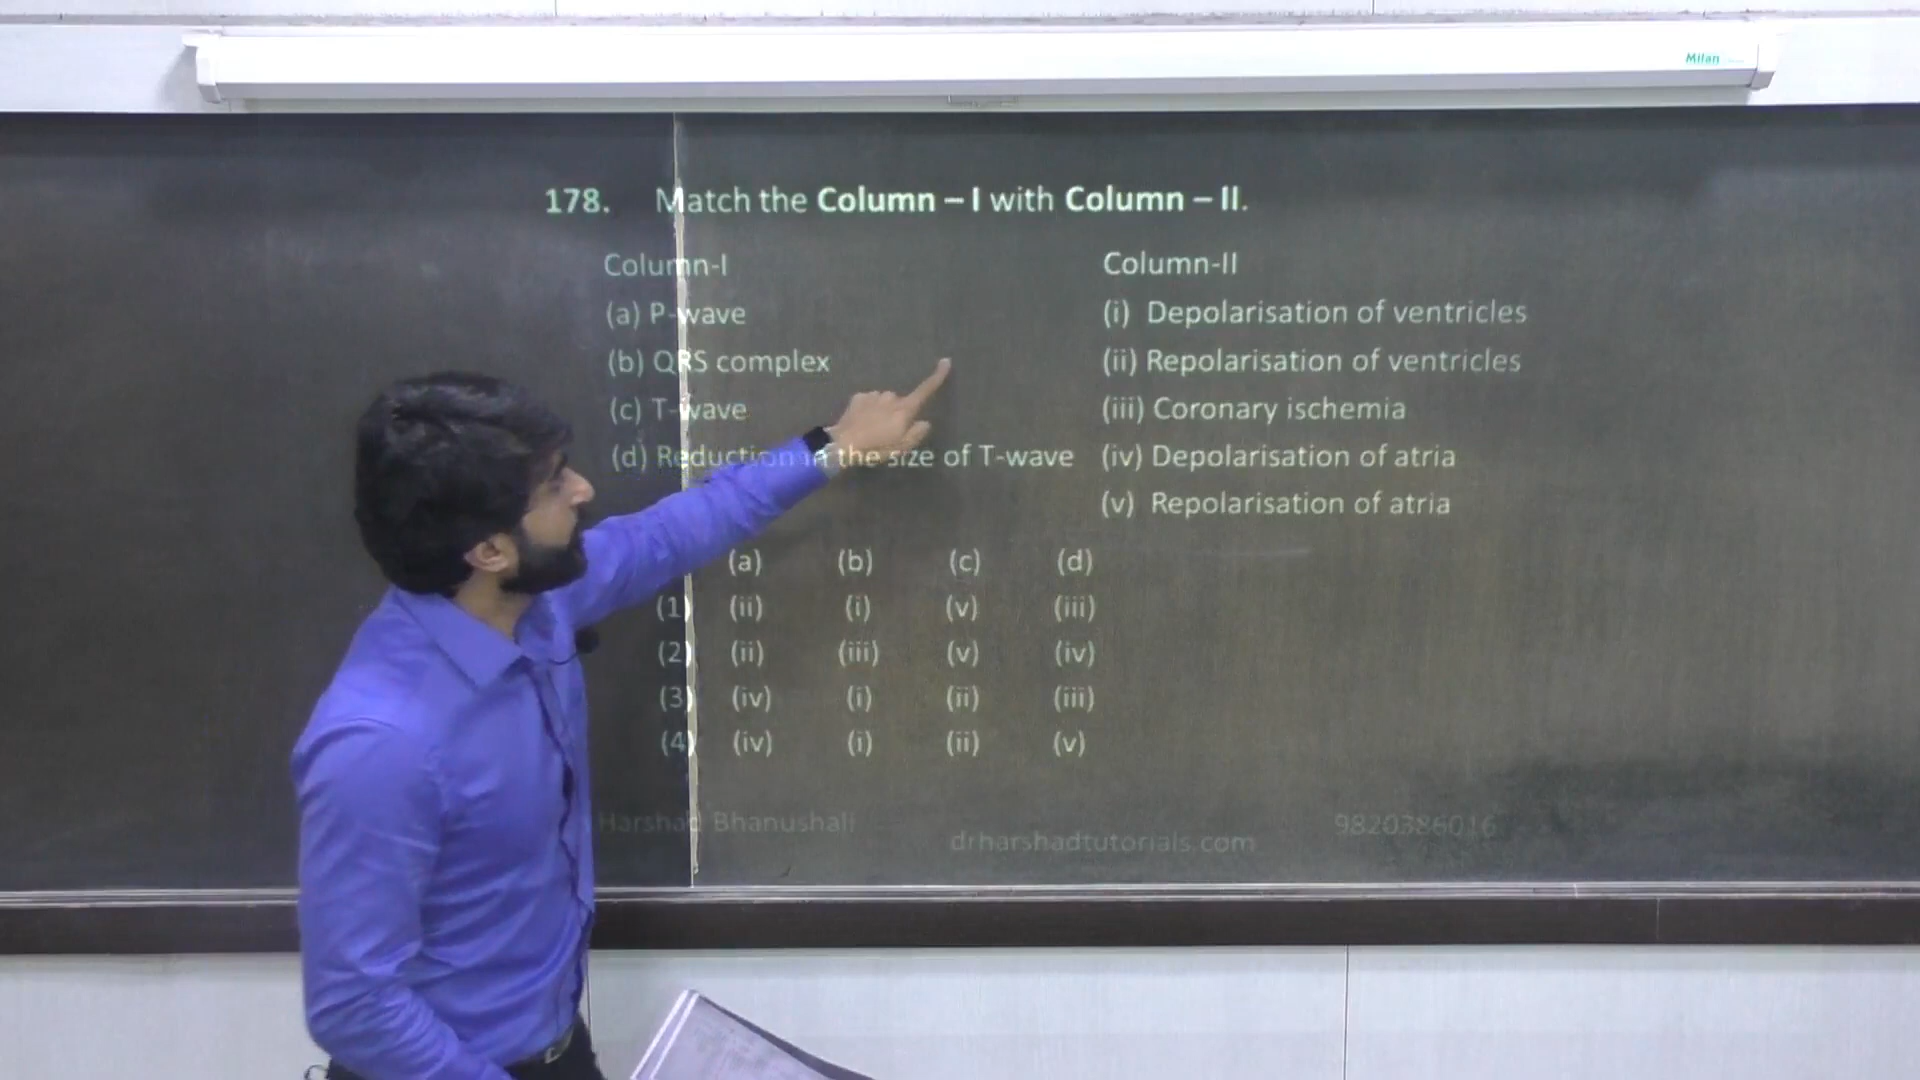 Milan
178. Match the Column – I with Column – II.
Column-I Column-II
(a) P-wave (i) Depolarisation of ventricles
(b) QRS complex (ii) Repolarisation of ventricles
(c) T-wave (iii) Coronary ischemia
(d) Reduction in the size of T-wave (iv) Depolarisation of atria
(v) Repolarisation of atria
(a) (b) (c) (d)
(1) (ii) (i) (v) (iii)
(2) (ii) (iii) (v) (iv)
(3) (iv) (i) (ii) (iii)
(4) (iv) (i) (ii) (v)
Harshad Bhanushali drharshadtutorials.com 9820386016